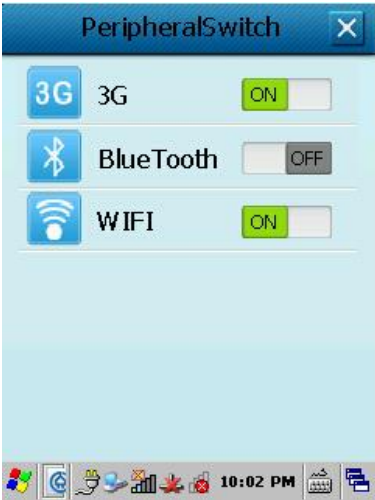 PeripheralSwitch
3G 3G ON
BlueTooth OFF
WIFI ON
10:02 PM